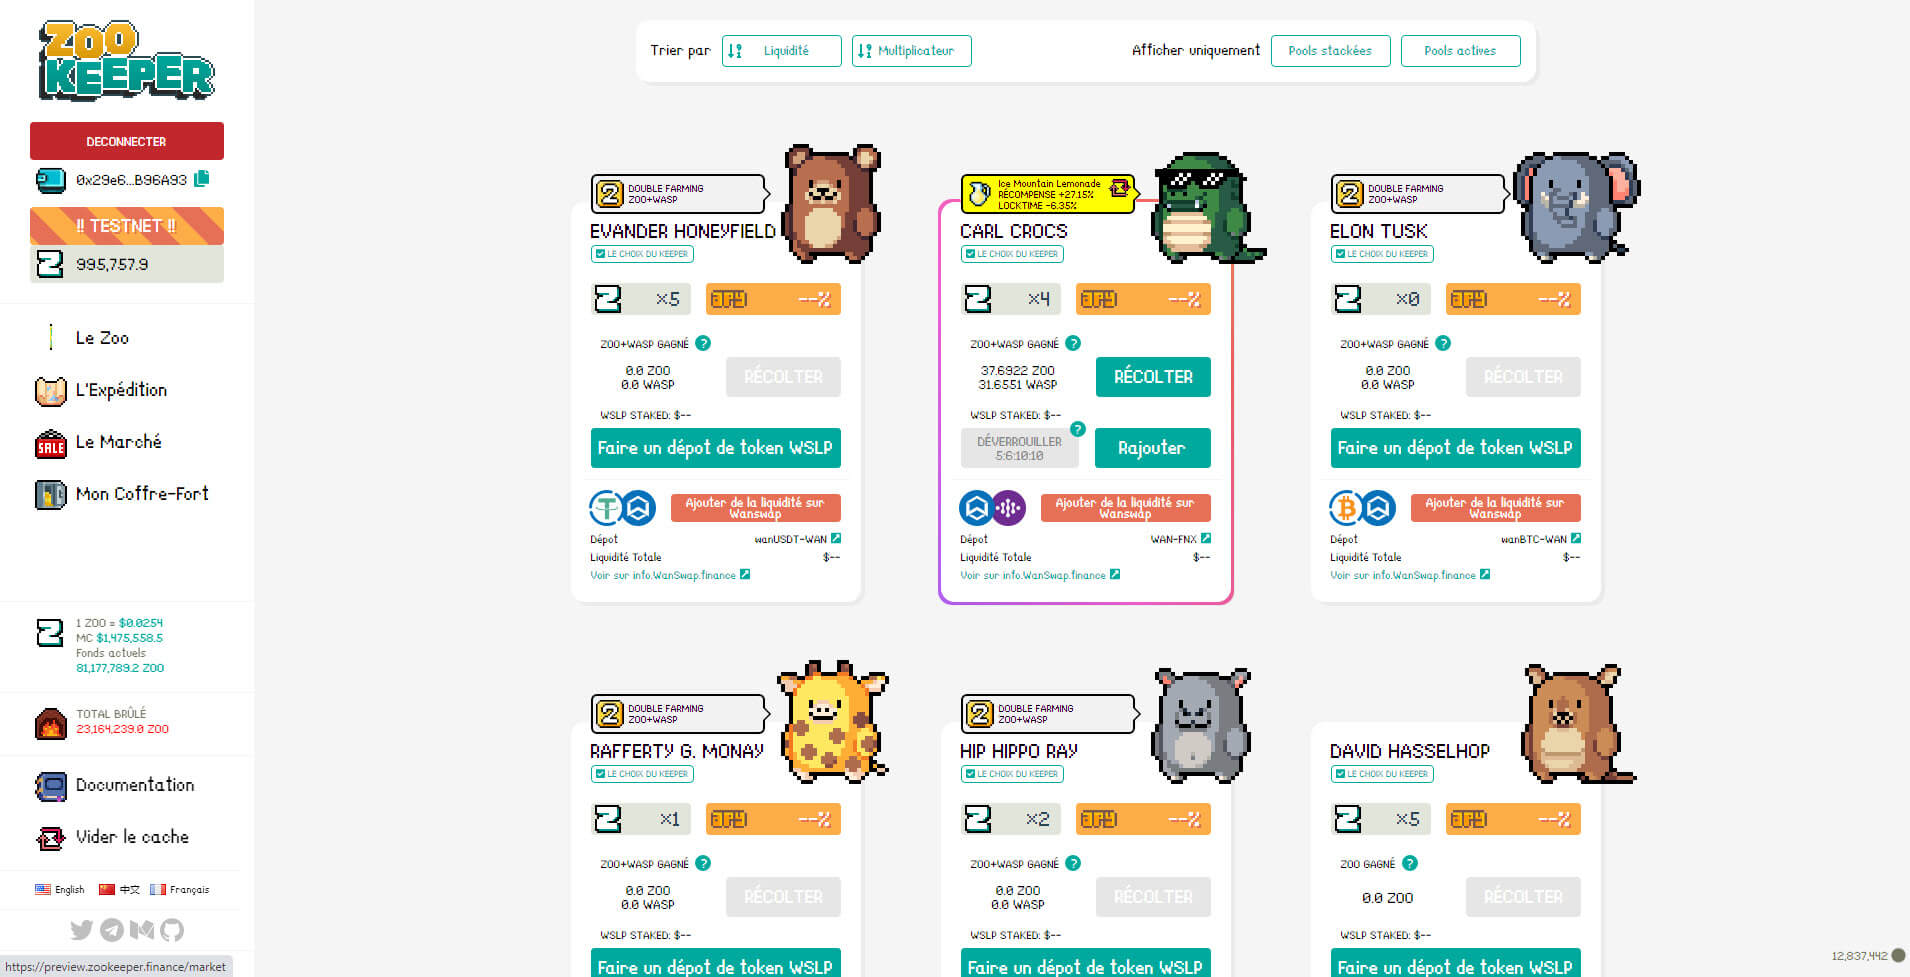 ZOO
KEEPER
DECONNECTER
0x29e6...B96A93
!! TESTNET !!
995,757.9
Le Zoo
L'Expédition
SALE
Le Marché
Mon Coffre-Fort
1 ZOO = $0.0254
MC $1,475,558.5
Fonds actuels
81,177,789.2 ZOO
TOTAL BRÛLÉ
23,164,239.0 ZOO
Documentation
Vider le cache
English 中文 Français
https://preview.zookeeper.finance/market
Trier par Liquidité Multiplicateur Afficher uniquement Pools stackées Pools actives
2 DOUBLE FARMING
ZOO+WASP
EVANDER HONEYFIELD
LE CHOIX DU KEEPER
x5 --%
ZOO+WASP GAGNÉ ?
0.0 ZOO
0.0 WASP
RÉCOLTER
WSLP STAKED: $--
Faire un dépot de token WSLP
Ajouter de la liquidité sur
Wanswap
Dépot wanUSDT-WAN
Liquidité Totale $--
Voir sur info.WanSwap.finance
Ice Mountain Lemonade
RÉCOMPENSE +27.15%
LOCKTIME -6.35%
CARL CROCS
LE CHOIX DU KEEPER
x4 --%
ZOO+WASP GAGNÉ ?
37.6922 ZOO
31.6551 WASP
RÉCOLTER
WSLP STAKED: $--
DÉVERROUILLER ?
5:6:10:10
Rajouter
Ajouter de la liquidité sur
Wanswap
Dépot WAN-FNX
Liquidité Totale $--
Voir sur info.WanSwap.finance
2 DOUBLE FARMING
ZOO+WASP
ELON TUSK
LE CHOIX DU KEEPER
x0 --%
ZOO+WASP GAGNÉ ?
0.0 ZOO
0.0 WASP
RÉCOLTER
WSLP STAKED: $--
Faire un dépot de token WSLP
Ajouter de la liquidité sur
Wanswap
Dépot wanBTC-WAN
Liquidité Totale $--
Voir sur info.WanSwap.finance
2 DOUBLE FARMING
ZOO+WASP
RAFFERTY G. MONAY
LE CHOIX DU KEEPER
x1 --%
ZOO+WASP GAGNÉ ?
0.0 ZOO
0.0 WASP
RÉCOLTER
WSLP STAKED: $--
Faire un dépot de token WSLP
2 DOUBLE FARMING
ZOO+WASP
HIP HIPPO RAY
LE CHOIX DU KEEPER
x2 --%
ZOO+WASP GAGNÉ ?
0.0 ZOO
0.0 WASP
RÉCOLTER
WSLP STAKED: $--
Faire un dépot de token WSLP
DAVID HASSELHOP
LE CHOIX DU KEEPER
x5 --%
ZOO GAGNÉ ?
0.0 ZOO
RÉCOLTER
WSLP STAKED: $--
Faire un dépot de token WSLP
12,837,442